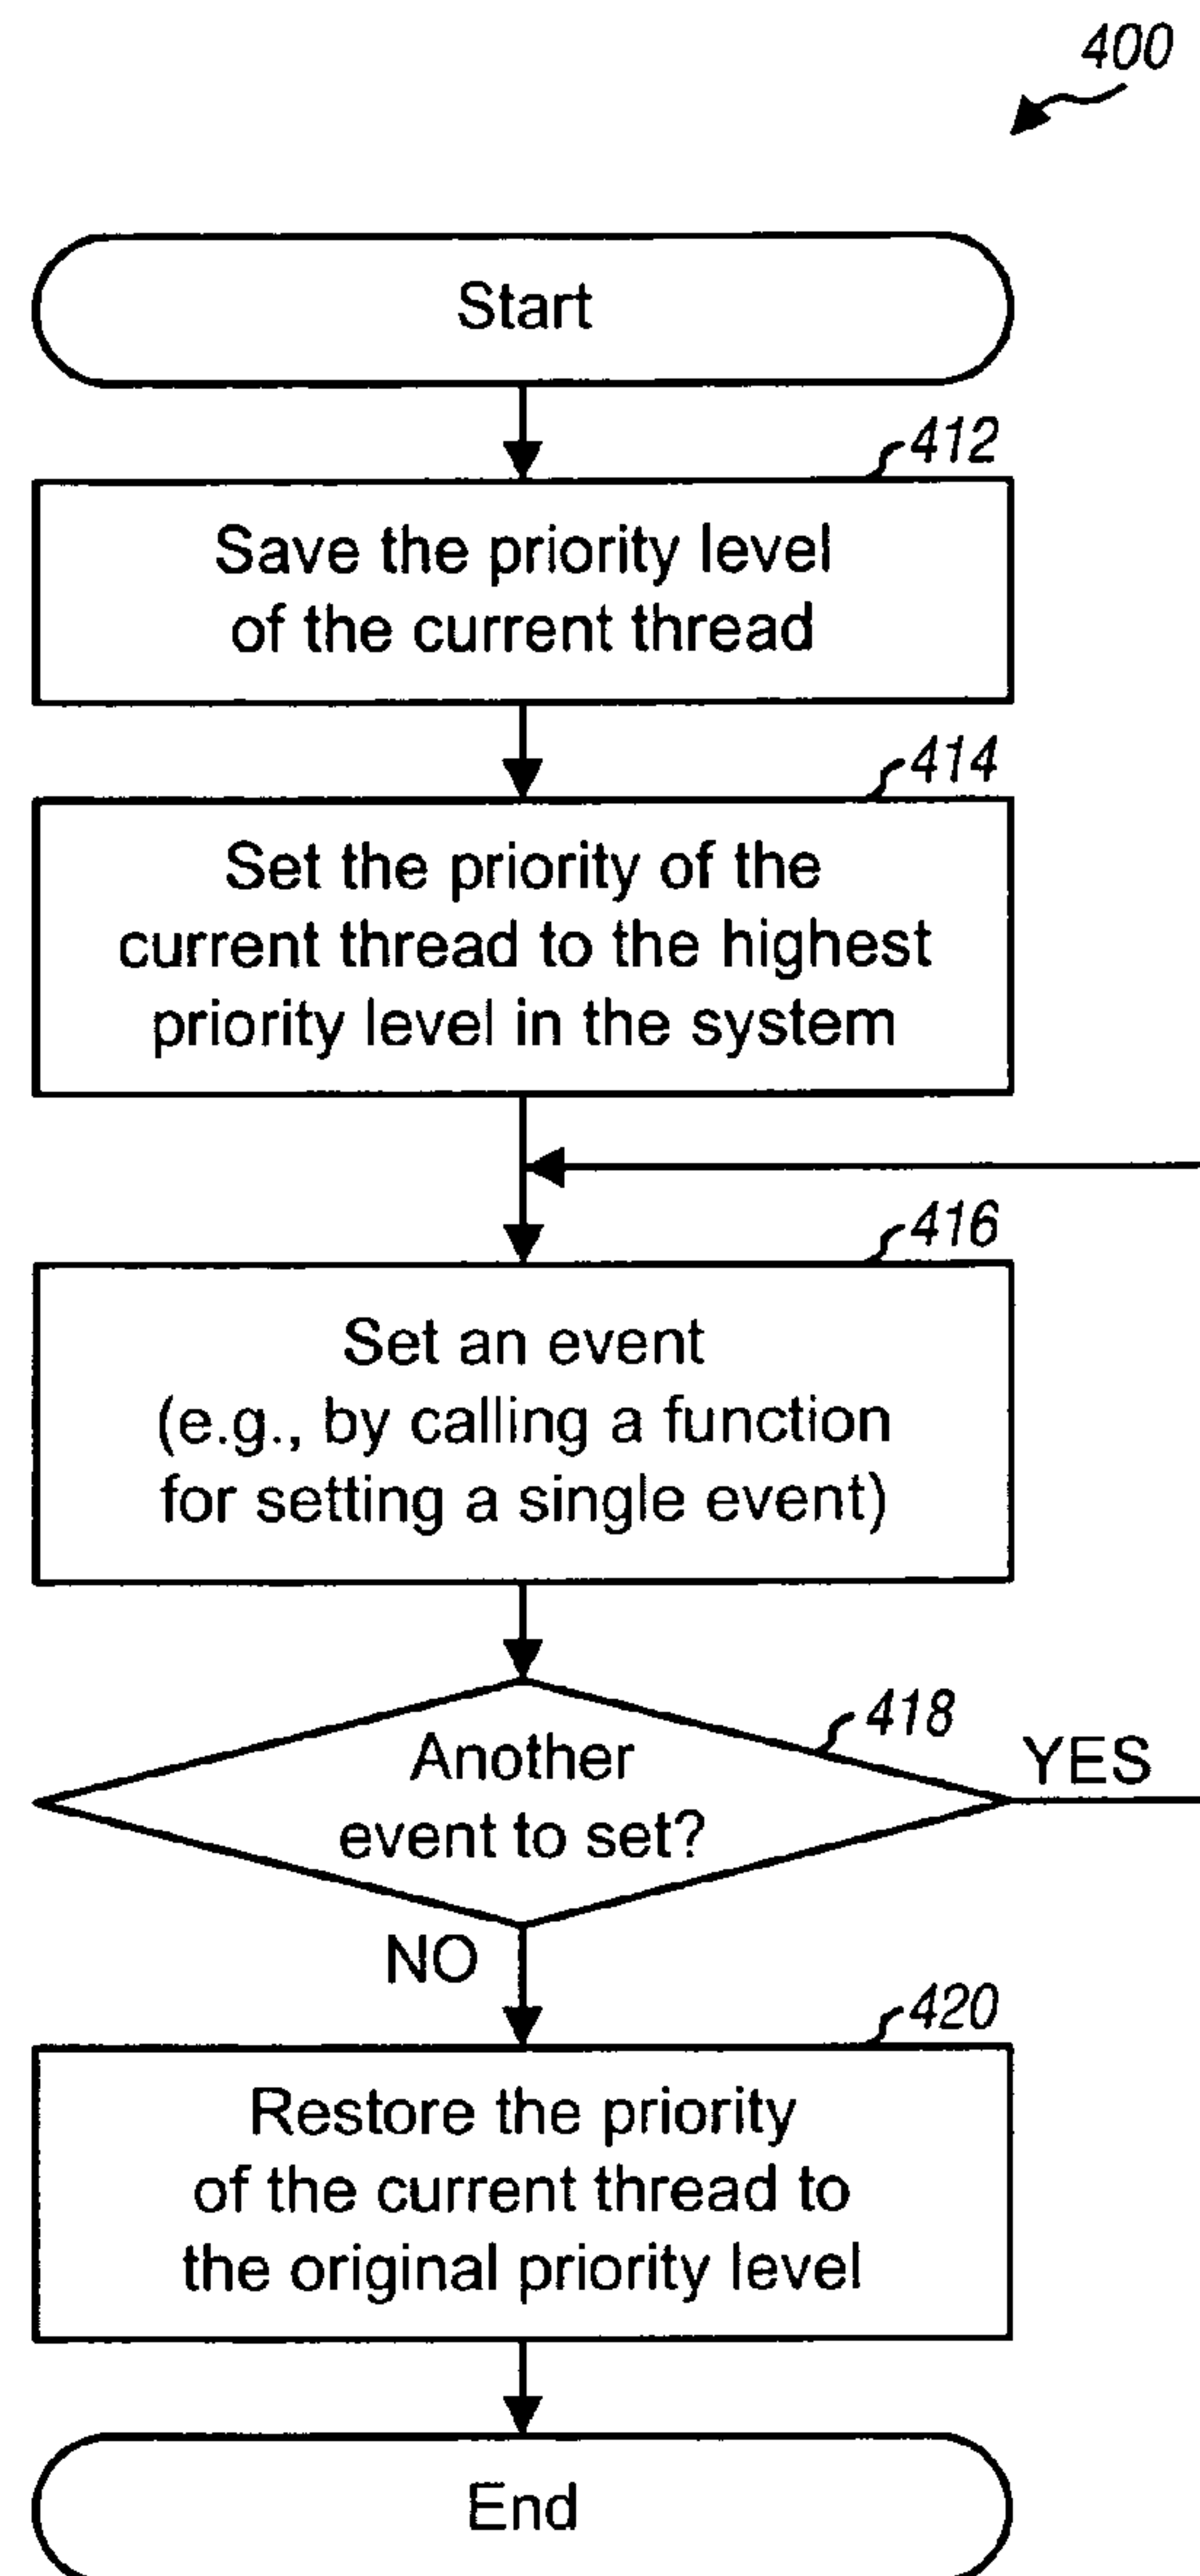 400
Start
412
Save the priority level
of the current thread
414
Set the priority of the
current thread to the highest
priority level in the system
416
Set an event
(e.g., by calling a function
for setting a single event)
418
Another
event to set?
YES
NO
420
Restore the priority
of the current thread to
the original priority level
End